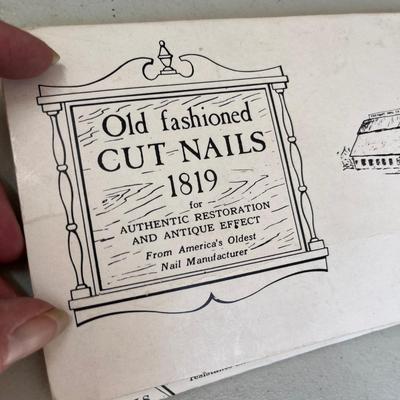 Old fashioned
CUT NAILS
1819
for
AUTHENTIC RESTORATION
AND ANTIQUE EFFECT
From America's Oldest
Nail Manufacturer